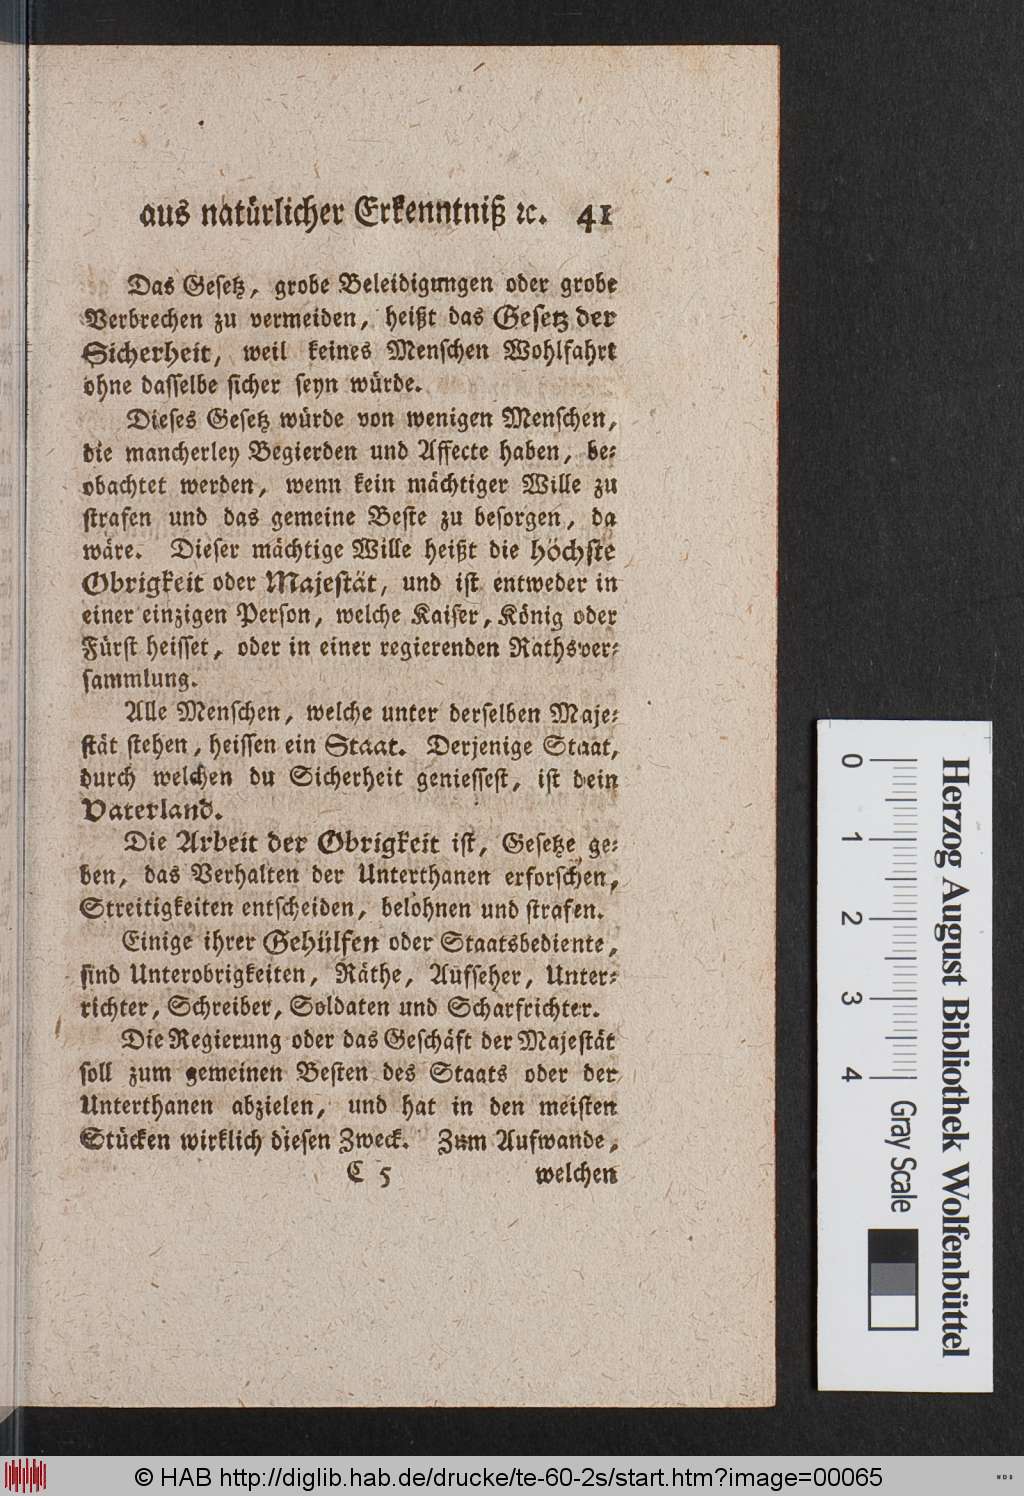 aus natürlicher Erkenntniß ꝛc. 41
Das Gesetz, grobe Beleidigungen oder grobe
Verbrechen zu vermeiden, heißt das Gesetz der
Sicherheit, weil keines Menschen Wohlfahrt
ohne dasselbe sicher seyn würde.
Dieses Gesetz würde von wenigen Menschen,
die mancherley Begierden und Affecte haben, be⸗
obachtet werden, wenn kein mächtiger Wille zu
strafen und das gemeine Beste zu besorgen, da
wäre. Dieser mächtige Wille heißt die höchste
Obrigkeit oder Majestät, und ist entweder in
einer einzigen Person, welche Kaiser, König oder
Fürst heisset, oder in einer regierenden Rathsver⸗
sammlung.
Alle Menschen, welche unter derselben Maje⸗
stät stehen, heissen ein Staat. Derjenige Staat,
durch welchen du Sicherheit geniessest, ist dein
Vaterland.
Die Arbeit der Obrigkeit ist, Gesetze ge⸗
ben, das Verhalten der Unterthanen erforschen,
Streitigkeiten entscheiden, belohnen und strafen.
Einige ihrer Gehülfen oder Staatsbediente,
sind Unterobrigkeiten, Räthe, Aufseher, Unter⸗
richter, Schreiber, Soldaten und Scharfrichter.
Die Regierung oder das Geschäft der Majestät
soll zum gemeinen Besten des Staats oder der
Unterthanen abzielen, und hat in den meisten
Stücken wirklich diesen Zweck. Zum Aufwande,
C 5 welchen
0 1 2 3 4 Gray Scale
Herzog August Bibliothek Wolfenbüttel
© HAB http://diglib.hab.de/drucke/te-60-2s/start.htm?image=00065